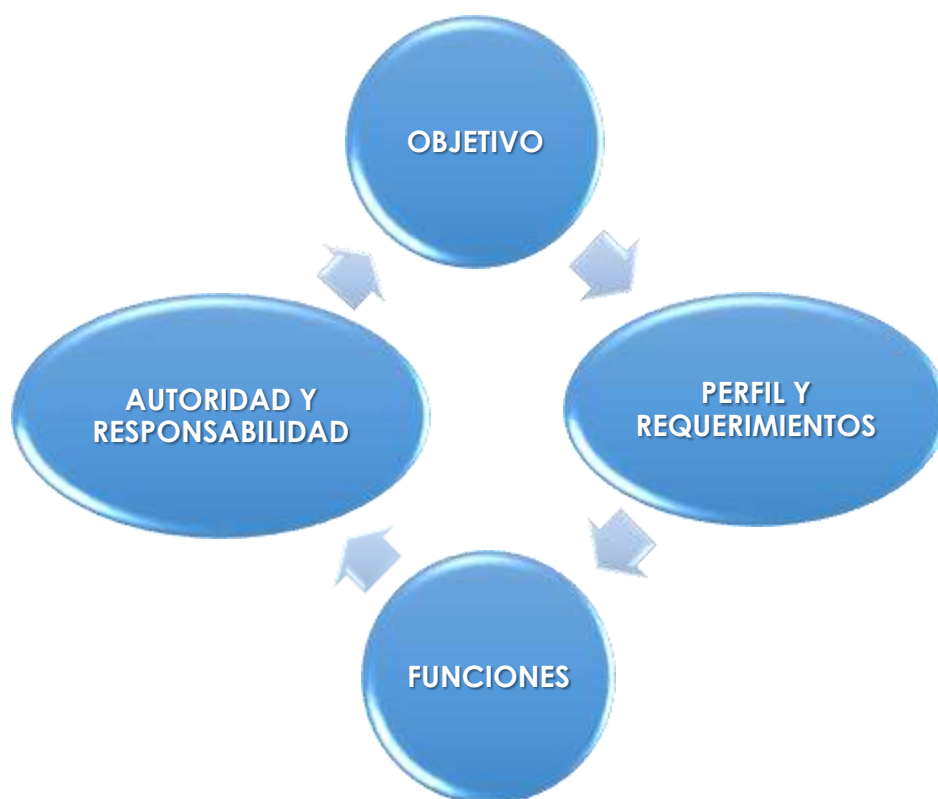 OBJETIVO
PERFIL Y
REQUERIMIENTOS
FUNCIONES
AUTORIDAD Y
RESPONSABILIDAD